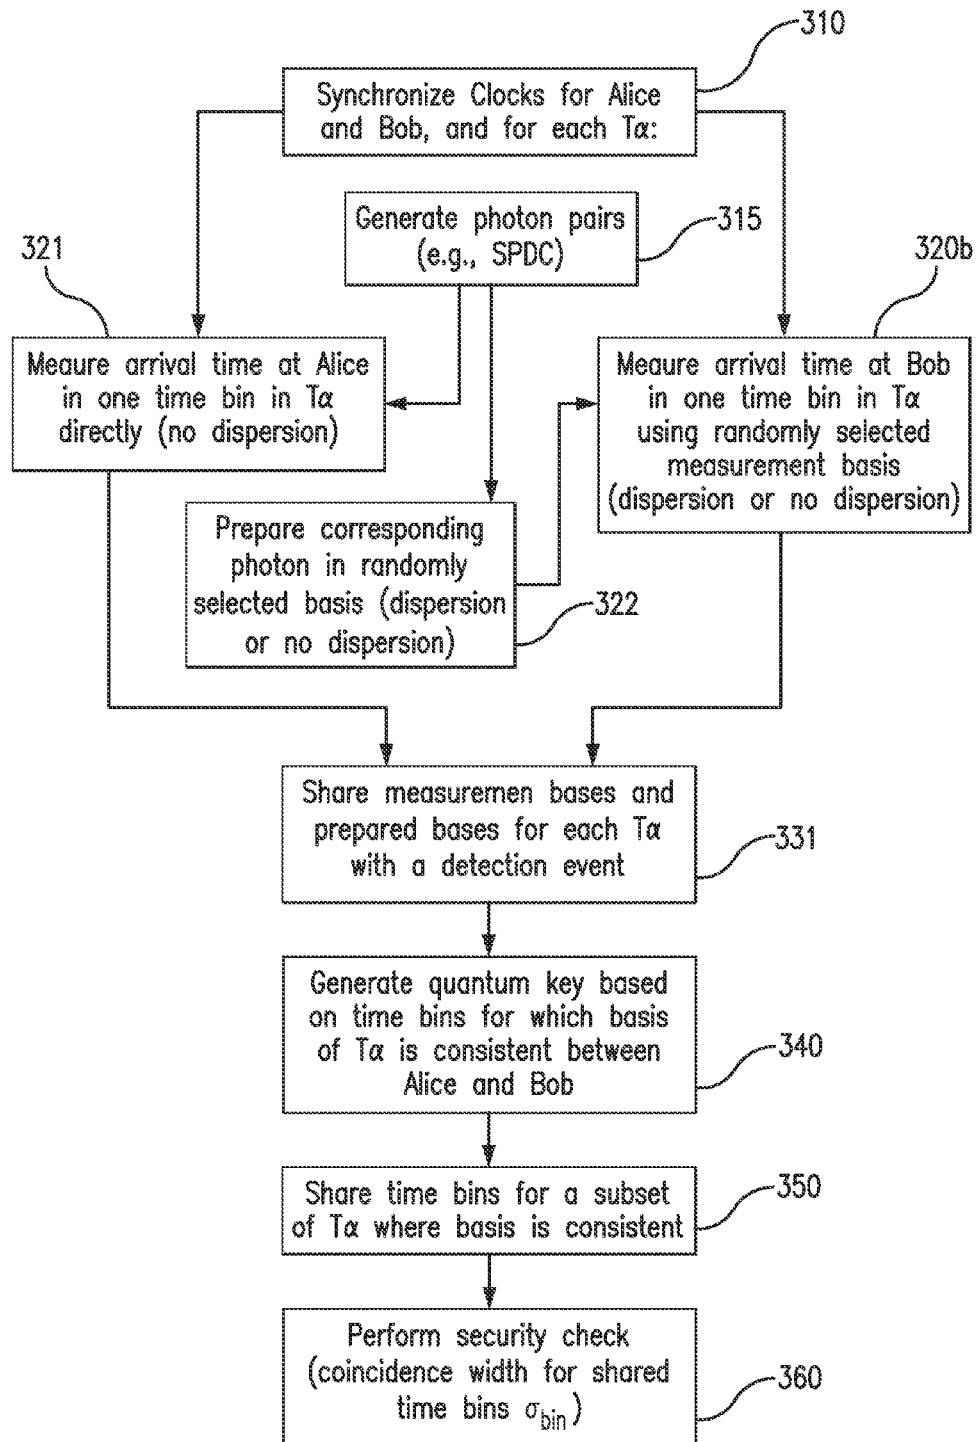 310
Synchronize Clocks for Alice
and Bob, and for each Tα:
Generate photon pairs
(e.g., SPDC)
315
321
320b
Meaure arrival time at Alice
in one time bin in Tα
directly (no dispersion)
Meaure arrival time at Bob
in one time bin in Tα
using randomly selected
measurement basis
(dispersion or no dispersion)
Prepare corresponding
photon in randomly
selected basis (dispersion
or no dispersion)
322
Share measuremen bases and
prepared bases for each Tα
with a detection event
331
Generate quantum key based
on time bins for which basis
of Tα is consistent between
Alice and Bob
340
Share time bins for a subset
of Tα where basis is consistent
350
Perform security check
(coincidence width for shared
time bins σbin)
360